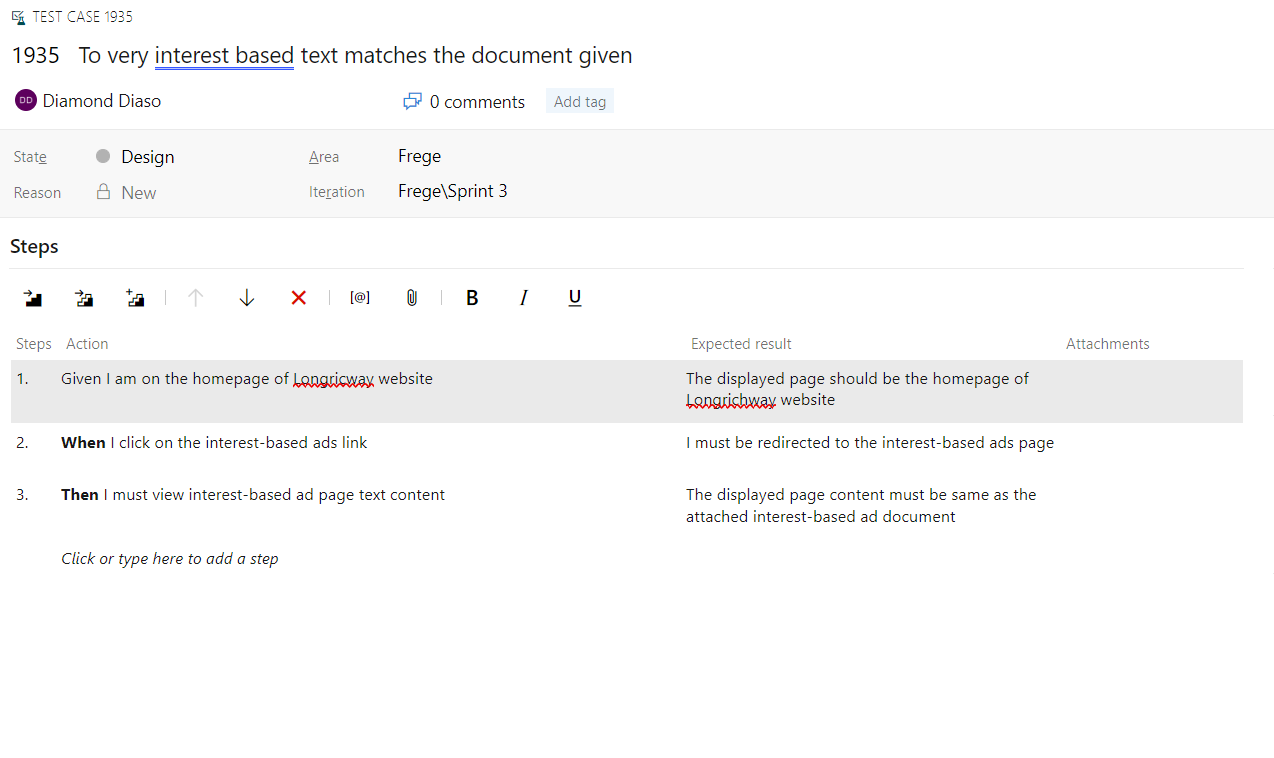 TEST CASE 1935
1935 To very interest based text matches the document given
DD Diamond Diaso 0 comments Add tag
State Design Area Frege
Reason New Iteration Frege\Sprint 3
Steps
[@] B I U
Steps Action Expected result Attachments
1. Given I am on the homepage of Longricway website The displayed page should be the homepage of
Longrichway website
2. When I click on the interest-based ads link I must be redirected to the interest-based ads page
3. Then I must view interest-based ad page text content The displayed page content must be same as the
attached interest-based ad document
Click or type here to add a step